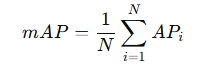 mAP = \frac{1}{N} \sum_{i=1}^{N} AP_i